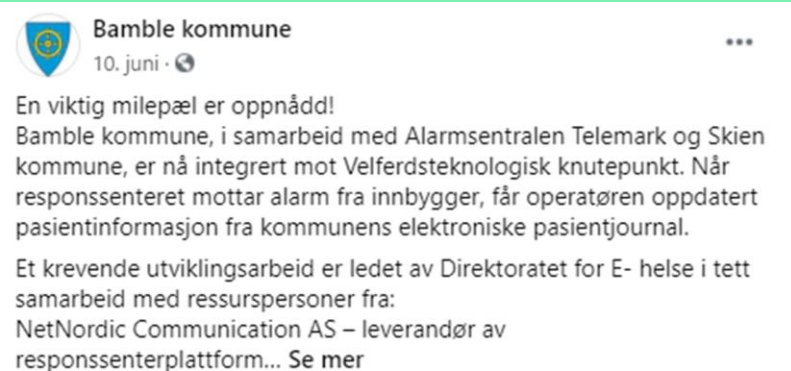 Bamble kommune
10. juni ·
En viktig milepæl er oppnådd!
Bamble kommune, i samarbeid med Alarmsentralen Telemark og Skien
kommune, er nå integrert mot Velferdsteknologisk knutepunkt. Når
responssenteret mottar alarm fra innbygger, får operatøren oppdatert
pasientinformasjon fra kommunens elektroniske pasientjournal.
Et krevende utviklingsarbeid er ledet av Direktoratet for E- helse i tett
samarbeid med ressurspersoner fra:
NetNordic Communication AS – leverandør av
responssenterplattform... Se mer